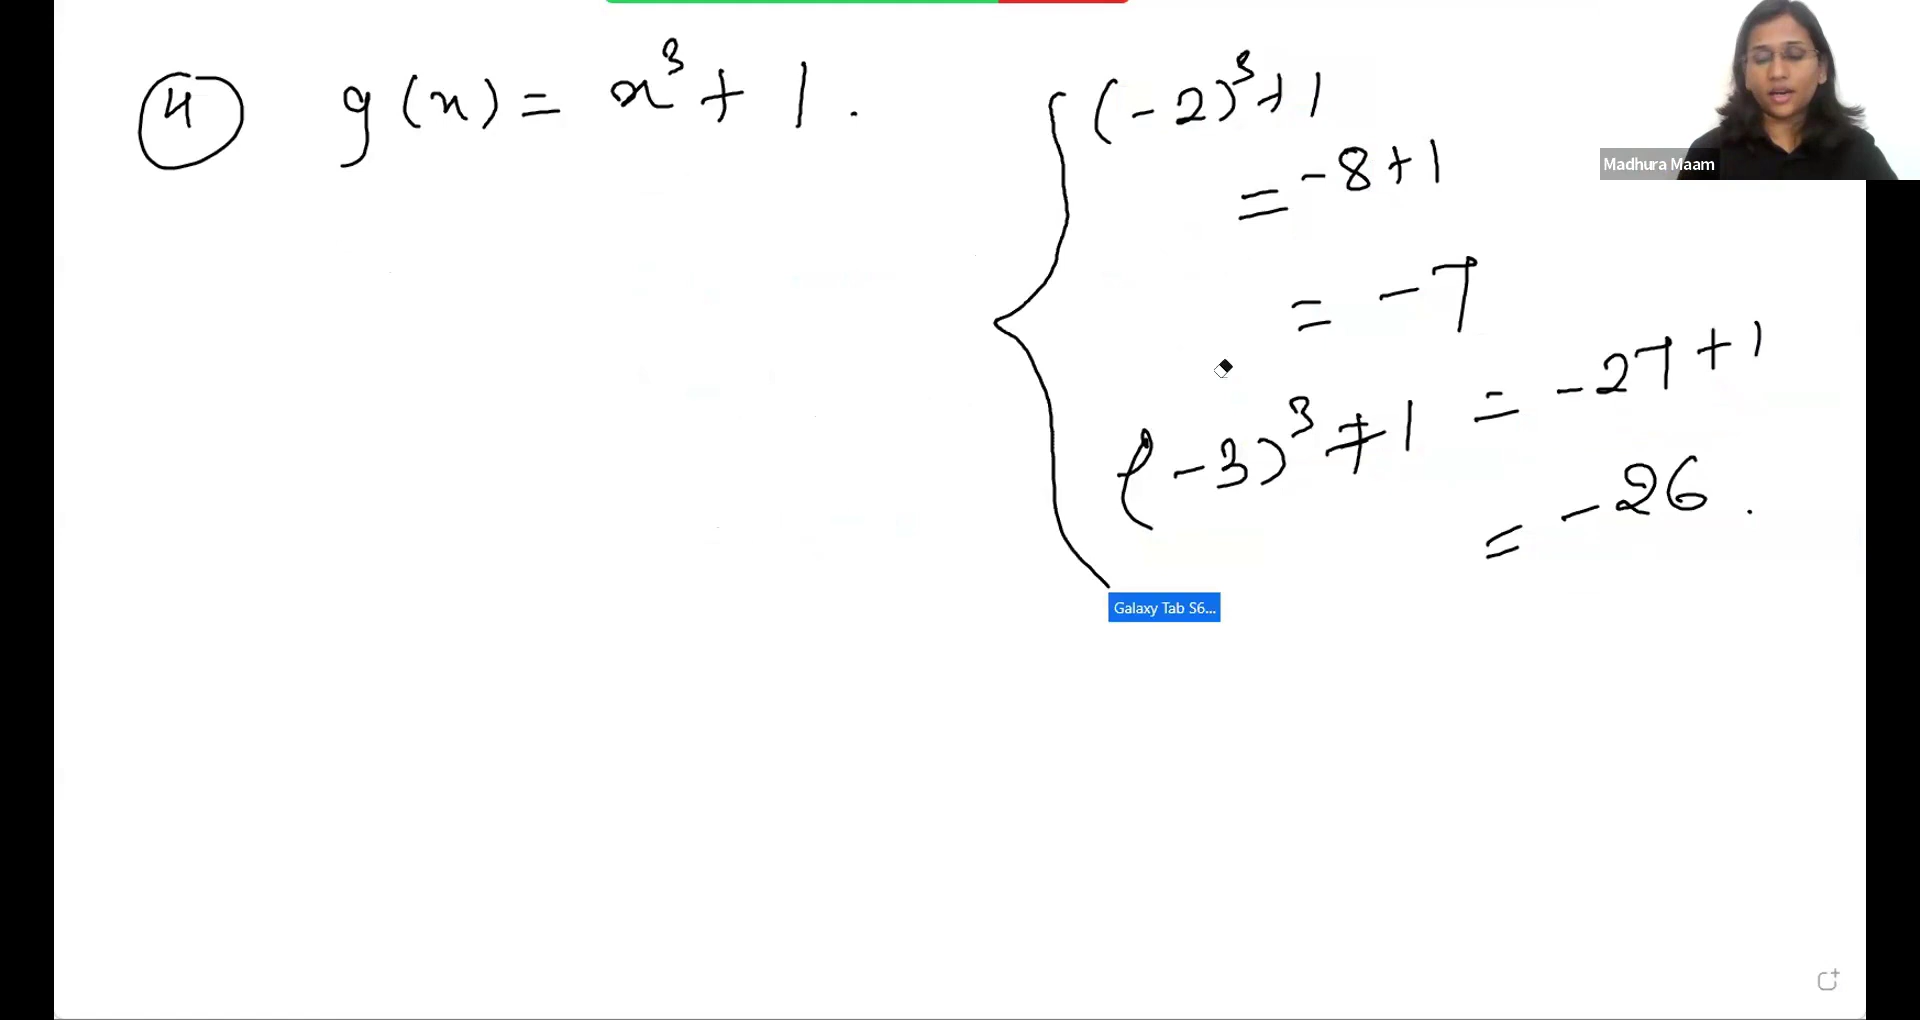 ④ g(x) = x³ + 1 .
(-2)³ + 1
= -8 + 1
= -7
(-3)³ + 1 = -27 + 1
= -26 .
Madhura Maam
Galaxy Tab S6...